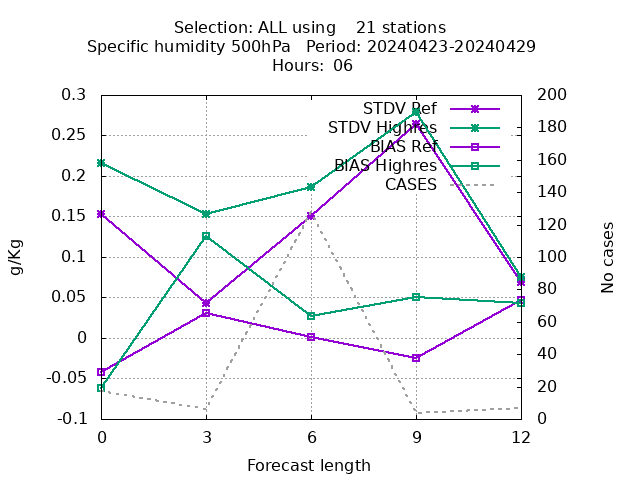 Selection: ALL using    21 stations
Specific humidity 500hPa   Period: 20240423-20240429
Hours:  06
STDV Ref
STDV Highres
BIAS Ref
BIAS Highres
CASES
0.3
0.25
0.2
0.15
0.1
0.05
0
-0.05
-0.1
200
180
160
140
120
100
80
60
40
20
0
g/Kg
No cases
0 3 6 9 12
Forecast length